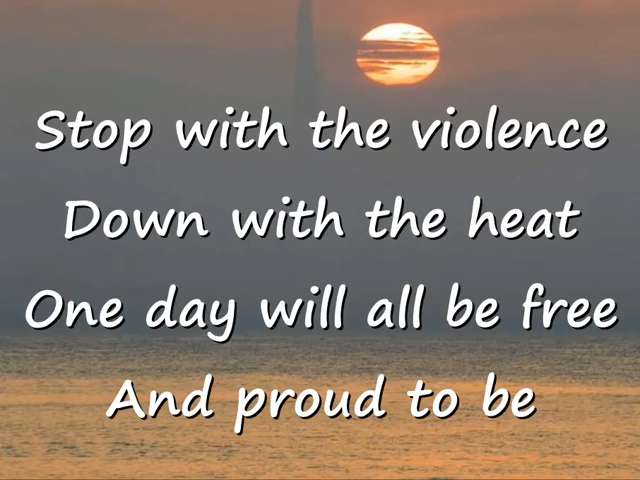 Stop with the violence
Down with the heat
One day will all be free
And proud to be